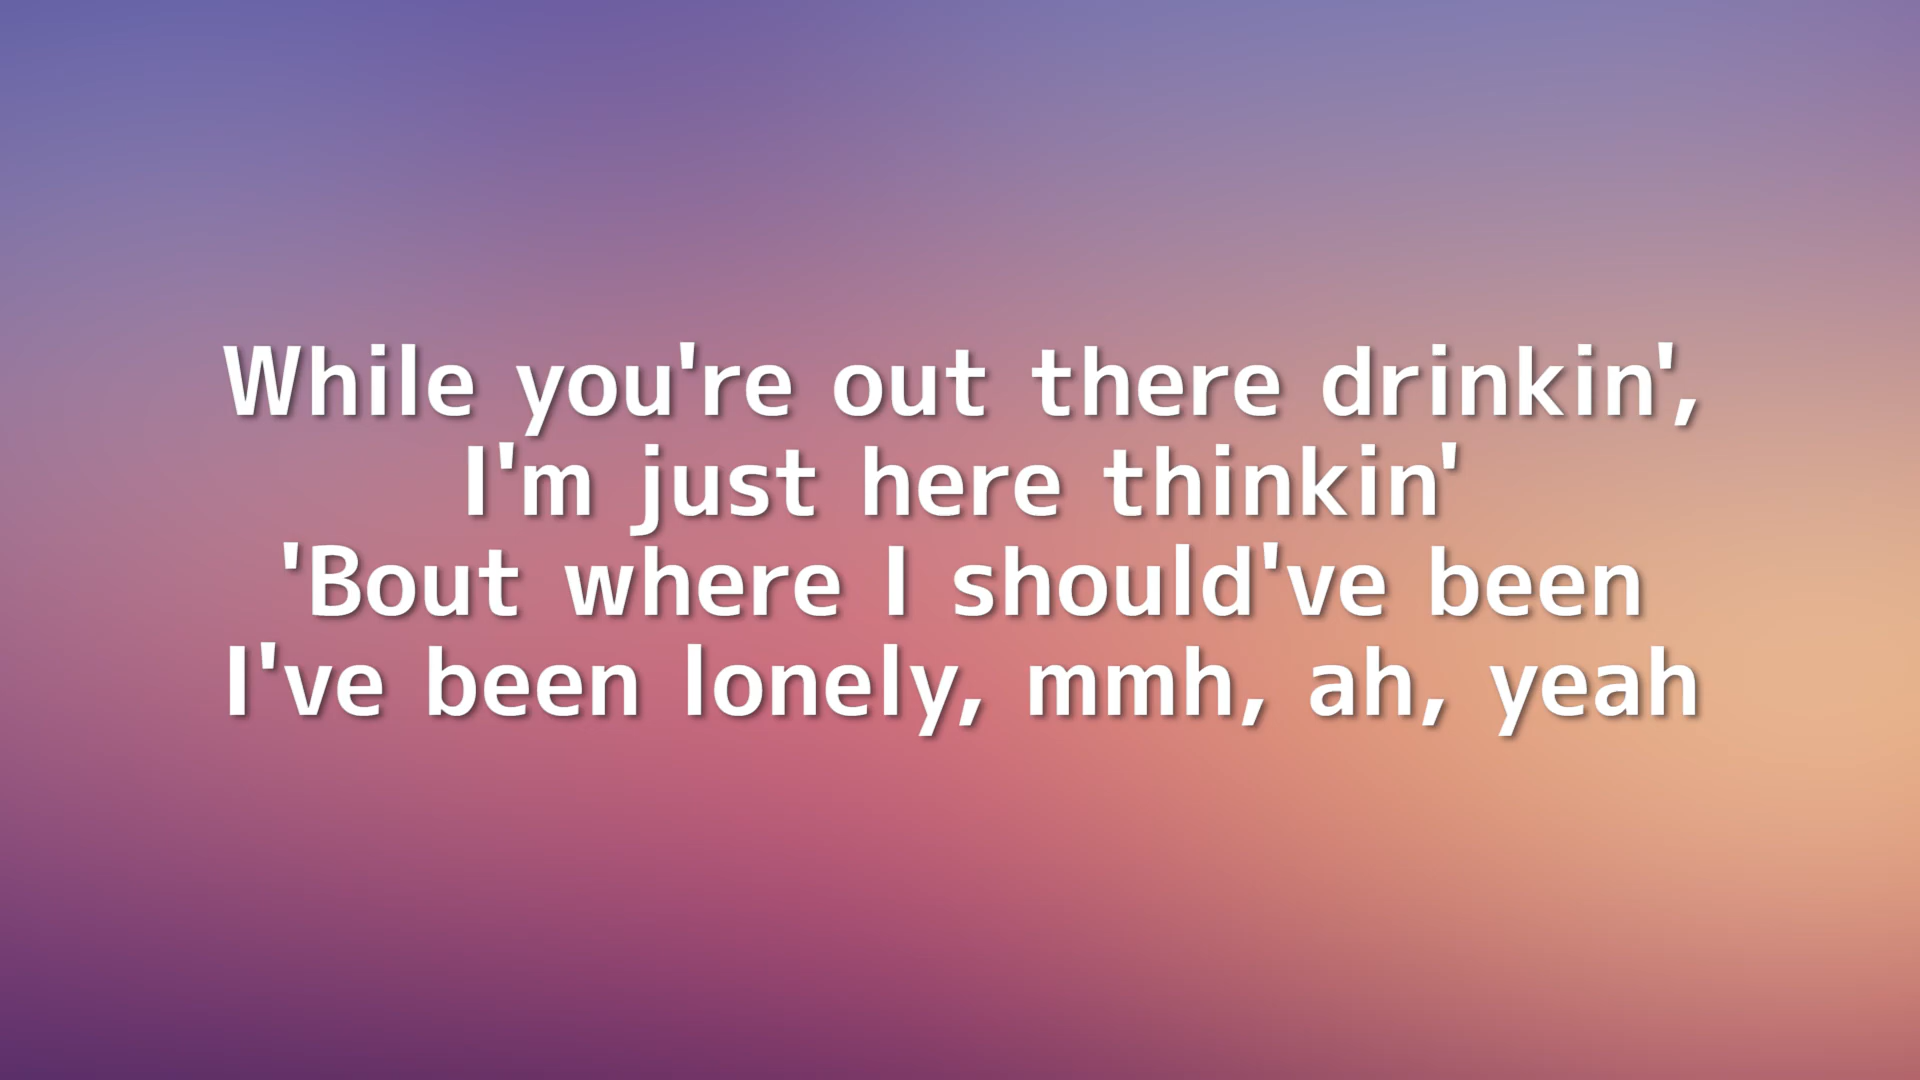 While you're out there drinkin',
I'm just here thinkin'
'Bout where I should've been
I've been lonely, mmh, ah, yeah